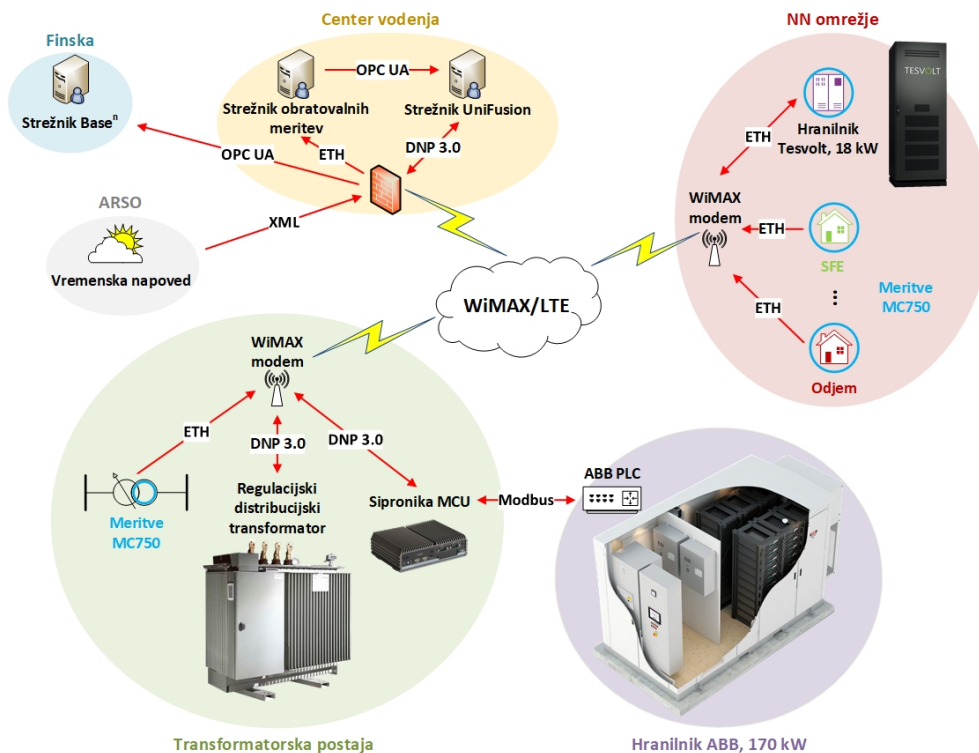 Center vodenja
Finska
Strežnik Baseⁿ
OPC UA
Strežnik obratovalnih
meritev
Strežnik UniFusion
OPC UA
ETH
DNP 3.0
ARSO
Vremenska napoved
XML
WiMAX/LTE
NN omrežje
TESVOLT
Hranilnik
Tesvolt, 18 kW
ETH
WiMAX
modem
ETH
SFE
ETH
Meritve
MC750
Odjem
WiMAX
modem
ETH
DNP 3.0
DNP 3.0
Meritve
MC750
Regulacijski
distribucijski
transformator
Sipronika MCU
Modbus
ABB PLC
Transformatorska postaja
Hranilnik ABB, 170 kW